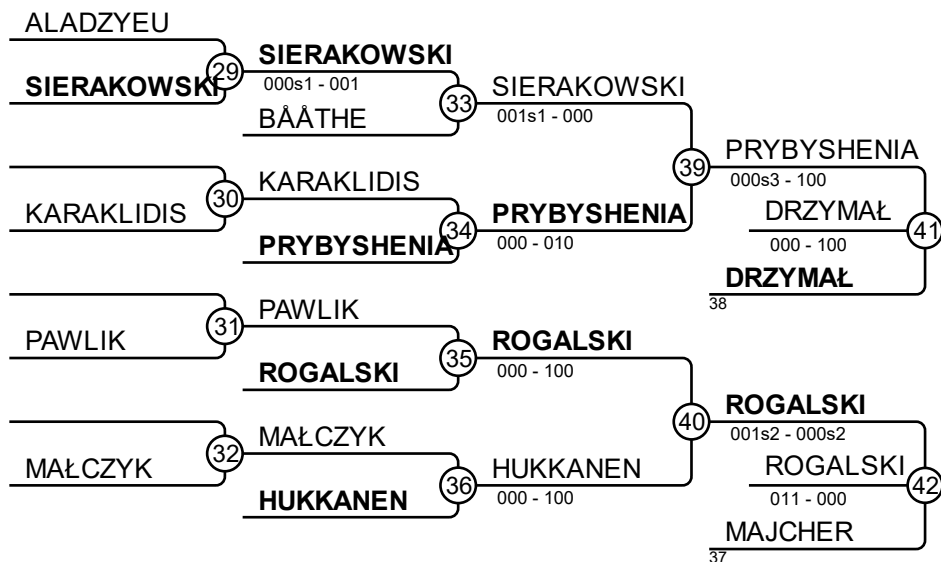 ALADZYEU
SIERAKOWSKI
29
SIERAKOWSKI
000s1 - 001
BÅÅTHE
33
SIERAKOWSKI
001s1 - 000
KARAKLIDIS
30
KARAKLIDIS
PRYBYSHENIA
34
PRYBYSHENIA
000 - 010
39
PRYBYSHENIA
000s3 - 100
DRZYMAŁ
000 - 100
41
DRZYMAŁ
38
PAWLIK
31
PAWLIK
ROGALSKI
35
ROGALSKI
000 - 100
MAŁCZYK
32
MAŁCZYK
HUKKANEN
36
HUKKANEN
000 - 100
40
ROGALSKI
001s2 - 000s2
ROGALSKI
011 - 000
42
MAJCHER
37